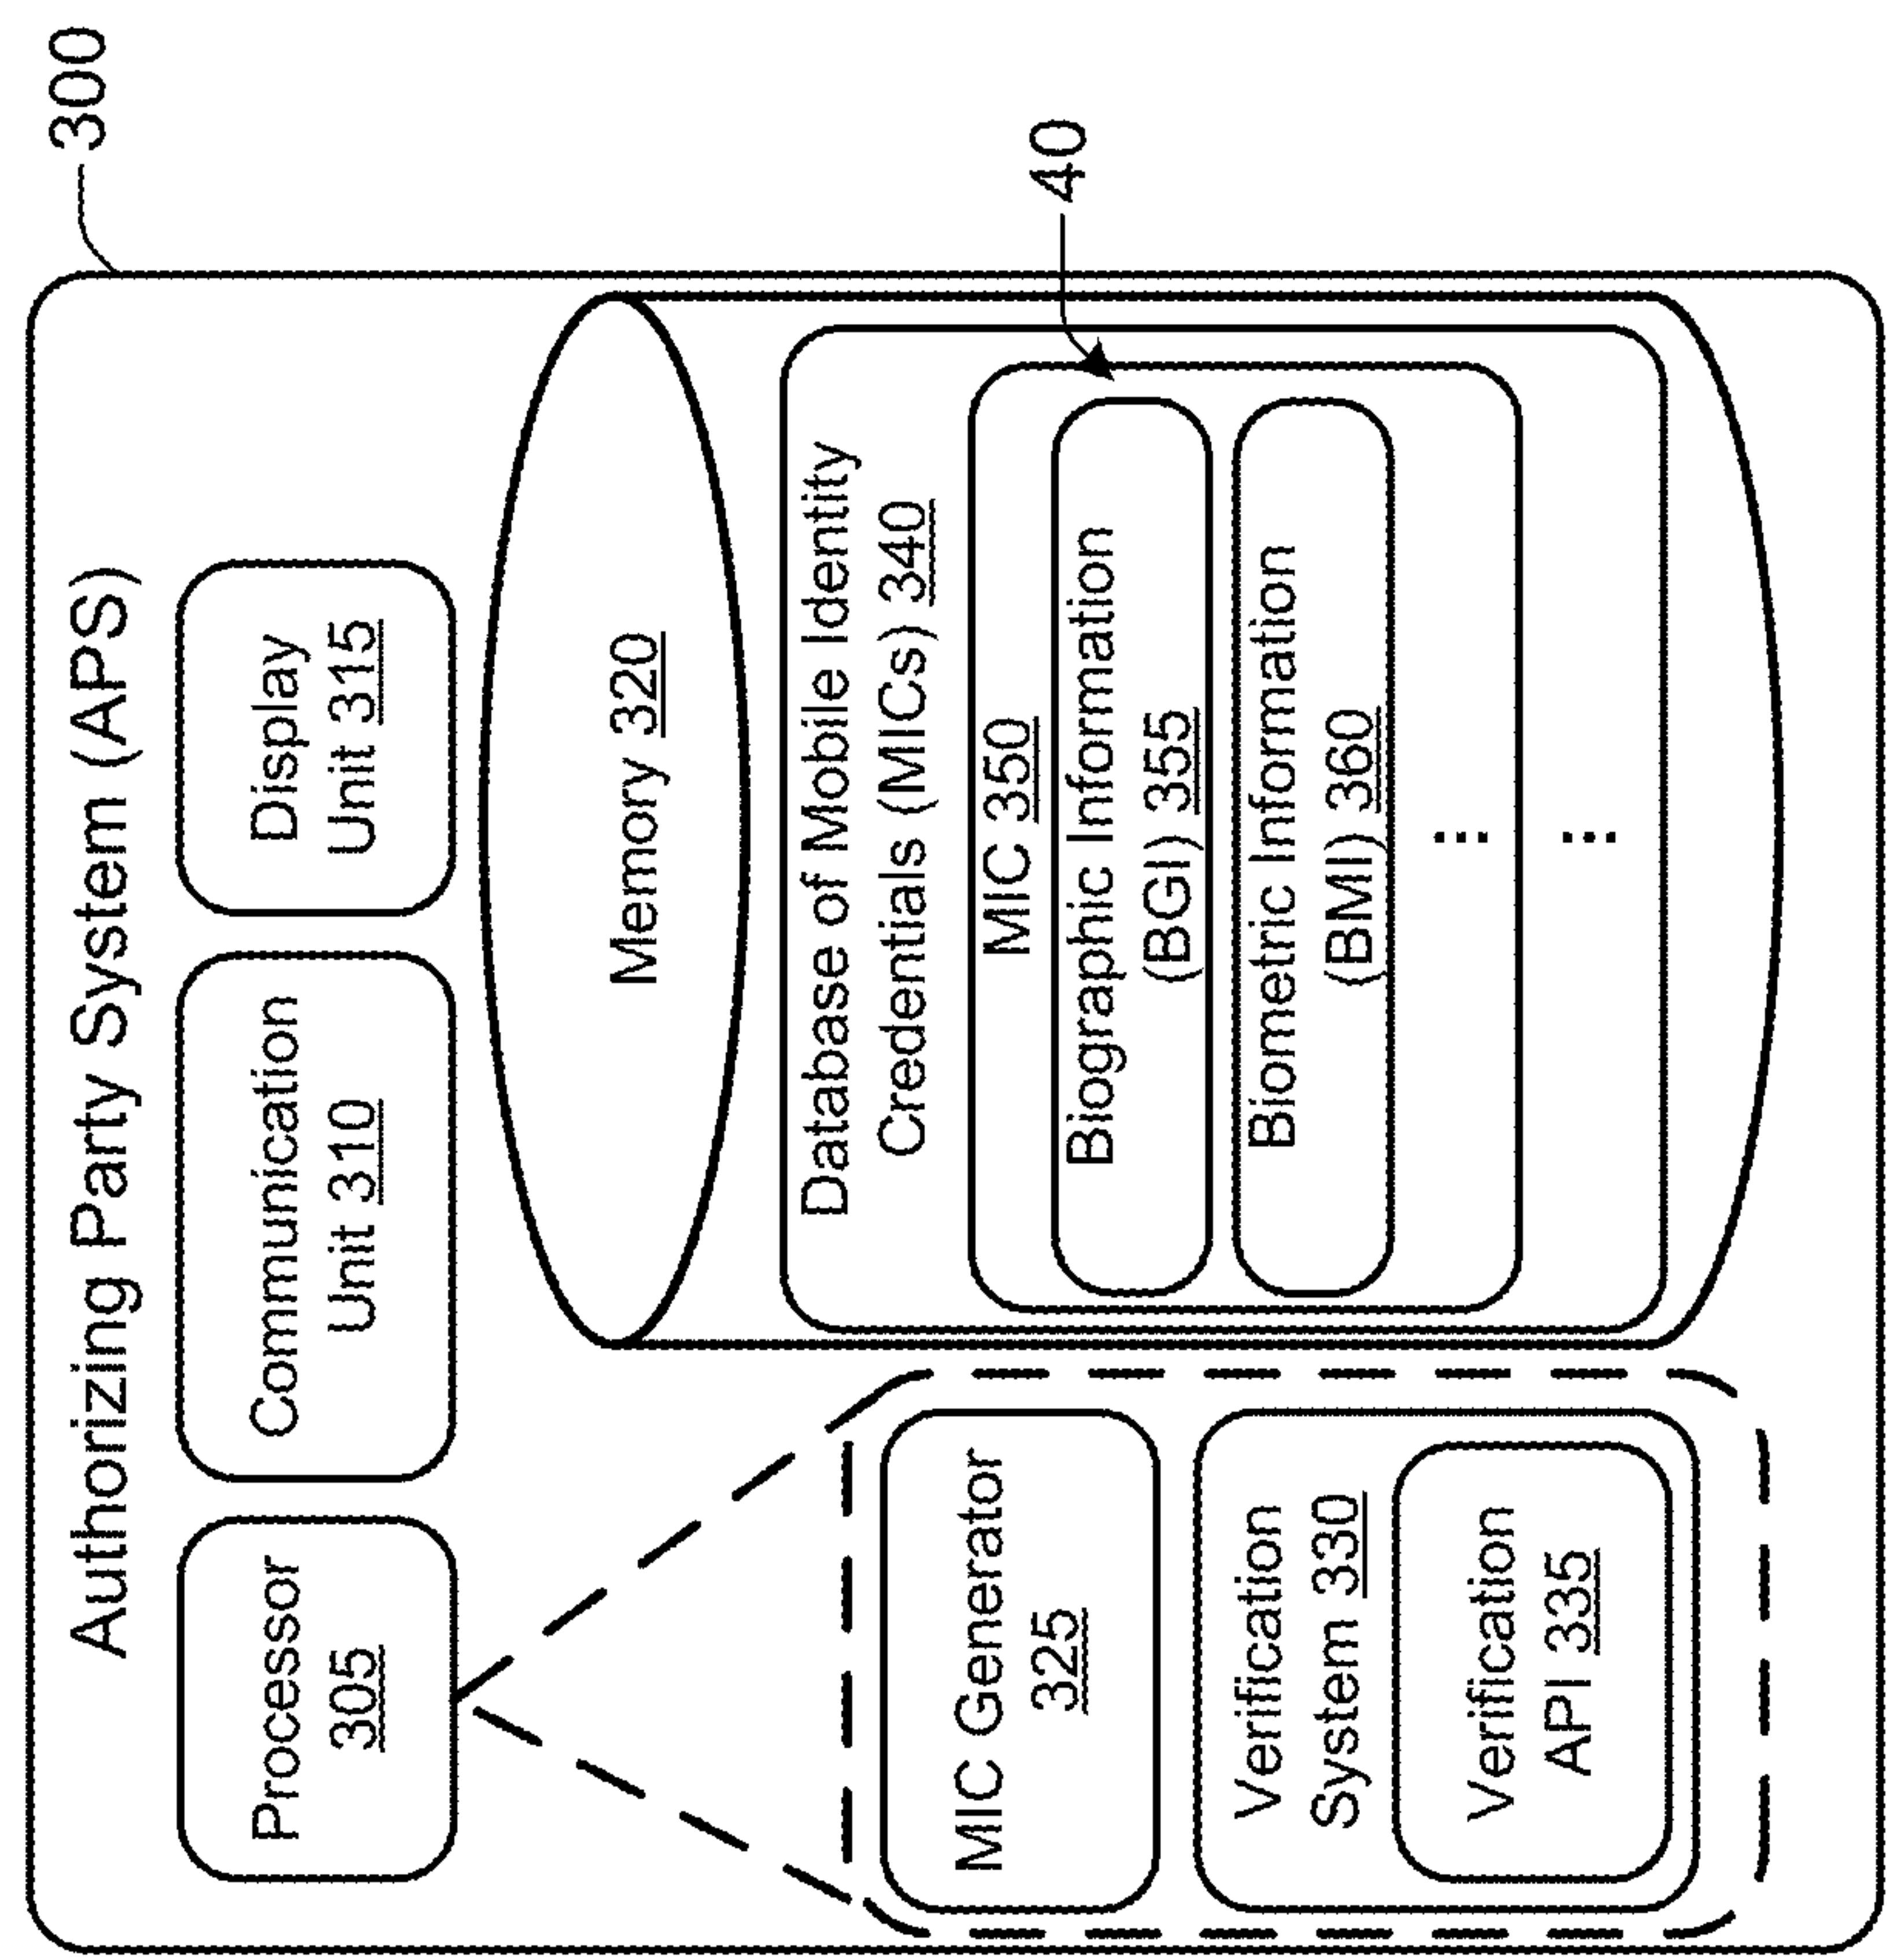 300
Authorizing Party System (APS)
Processor
305
Communication
Unit 310
Display
Unit 315
Memory 320
MIC Generator
325
Verification
System 330
Verification
API 335
Database of Mobile Identity
Credentials (MICs) 340
40
MIC 350
Biographic Information
(BGI) 355
Biometric Information
(BMI) 360
⋮
⋮